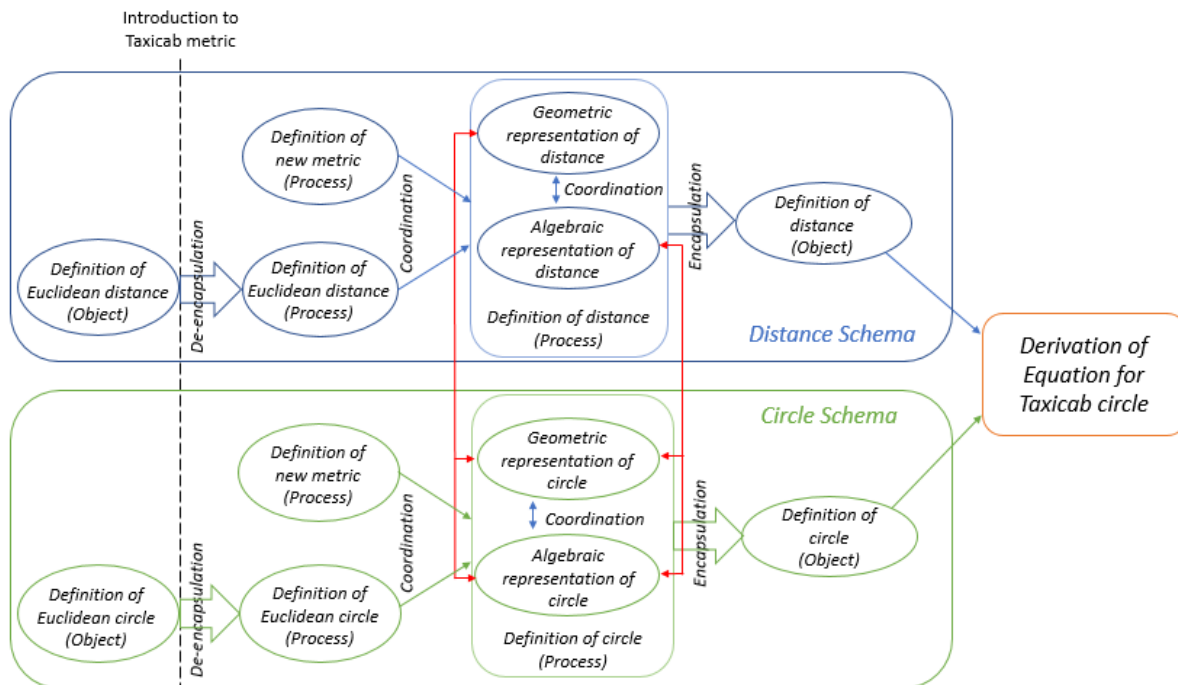 Introduction to
Taxicab metric
Definition of
new metric
(Process)
Geometric
representation of
distance
Coordination
Coordination
Algebraic
representation of
distance
Encapsulation
Definition of
distance
(Object)
Definition of
Euclidean distance
(Object)
De-encapsulation
Definition of
Euclidean distance
(Process)
Definition of distance
(Process)
Distance Schema
Derivation of
Equation for
Taxicab circle
Circle Schema
Definition of
new metric
(Process)
Geometric
representation of
circle
Coordination
Coordination
Algebraic
representation of
circle
Encapsulation
Definition of
circle
(Object)
Definition of
Euclidean circle
(Object)
De-encapsulation
Definition of
Euclidean circle
(Process)
Definition of circle
(Process)